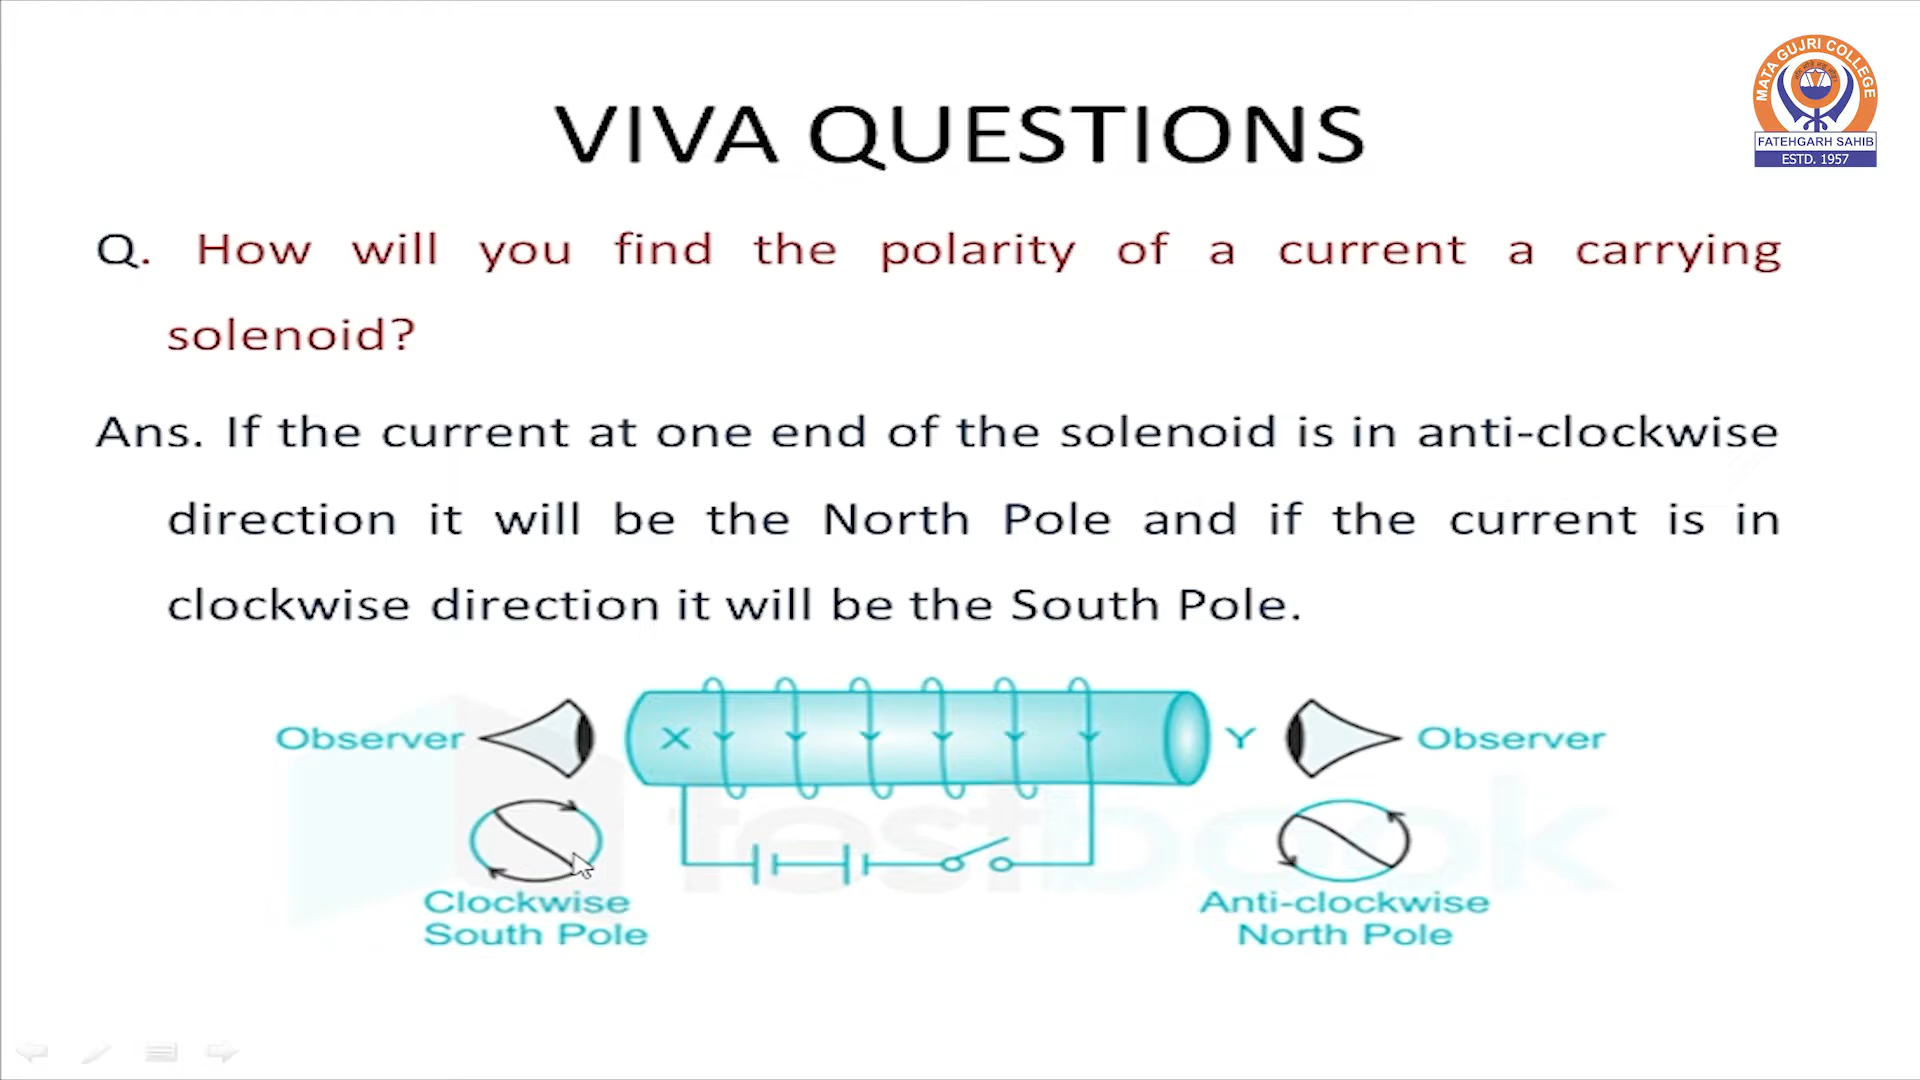 MATA GUJRI COLLEGE
FATEHGARH SAHIB
ESTD. 1957
VIVA QUESTIONS
Q. How will you find the polarity of a current a carrying
solenoid?
Ans. If the current at one end of the solenoid is in anti-clockwise
direction it will be the North Pole and if the current is in
clockwise direction it will be the South Pole.
Observer X Y Observer
testbook
Clockwise
South Pole
Anti-clockwise
North Pole